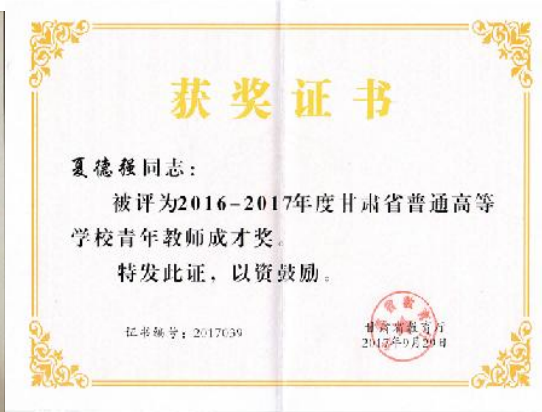 获奖证书
夏德强同志：
被评为2016-2017年度甘肃省普通高等
学校青年教师成才奖。
特发此证，以资鼓励。
证书编号：2017039
甘肃省教育厅
2017年9月20日